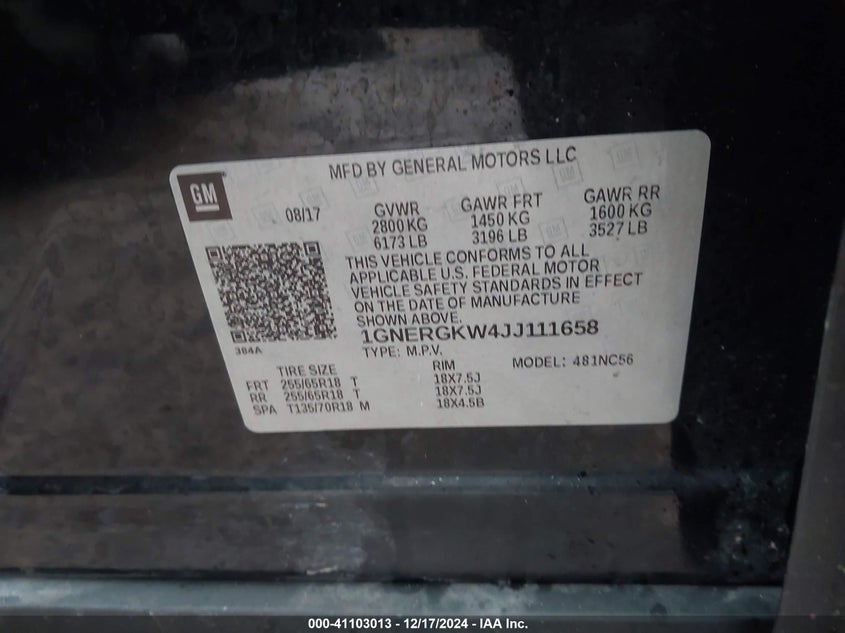 MFD BY GENERAL MOTORS LLC
GM
08/17 GVWR GAWR FRT GAWR RR
2800 KG 1450 KG 1600 KG
6173 LB 3196 LB 3527 LB
THIS VEHICLE CONFORMS TO ALL
APPLICABLE U.S. FEDERAL MOTOR
VEHICLE SAFETY STANDARDS IN EFFECT
ON THE DATE OF MANUFACTURE
SHOWN ABOVE.
1GNERGKW4JJ111658
384A
TYPE: M.P.V. MODEL: 481NC56
TIRE SIZE RIM
FRT 255/65R18 T 18X7.5J
RR 255/65R18 T 18X7.5J
SPA T135/70R18 M 18X4.5B
000-41103013 - 12/17/2024 - IAA Inc.